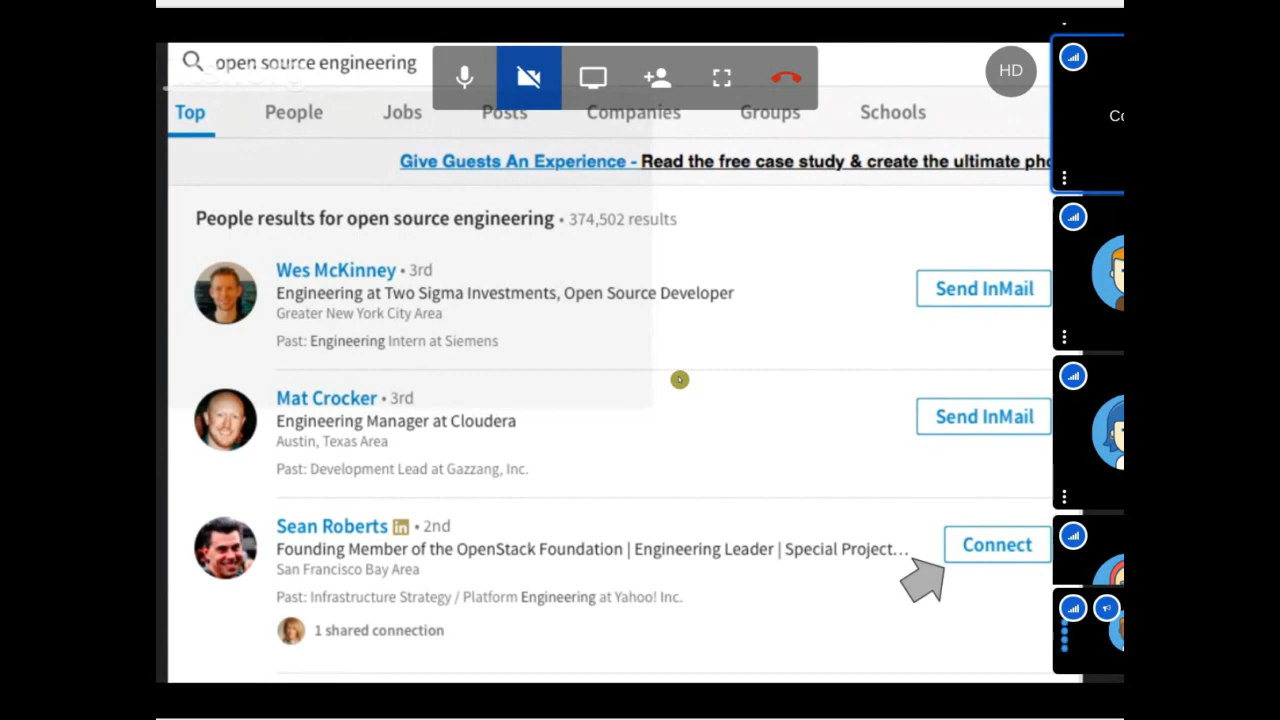 open source engineering
HD
Top People Jobs Posts Companies Groups Schools
Give Guests An Experience - Read the free case study & create the ultimate pho
People results for open source engineering • 374,502 results
Wes McKinney • 3rd
Engineering at Two Sigma Investments, Open Source Developer
Greater New York City Area
Past: Engineering Intern at Siemens
Send InMail
Mat Crocker • 3rd
Engineering Manager at Cloudera
Austin, Texas Area
Past: Development Lead at Gazzang, Inc.
Send InMail
Sean Roberts in • 2nd
Founding Member of the OpenStack Foundation | Engineering Leader | Special Project...
San Francisco Bay Area
Past: Infrastructure Strategy / Platform Engineering at Yahoo! Inc.
1 shared connection
Connect